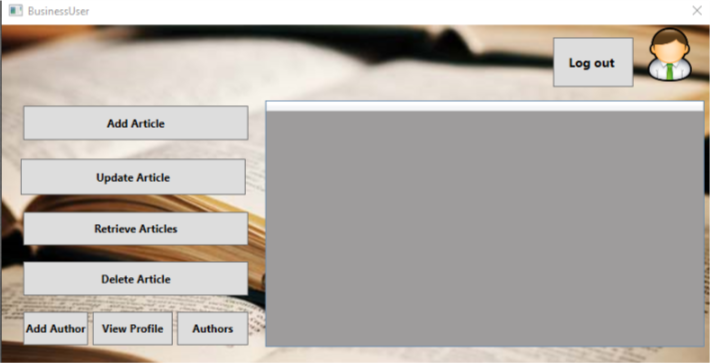 BusinessUser
Log out
Add Article
Update Article
Retrieve Articles
Delete Article
Add Author
View Profile
Authors